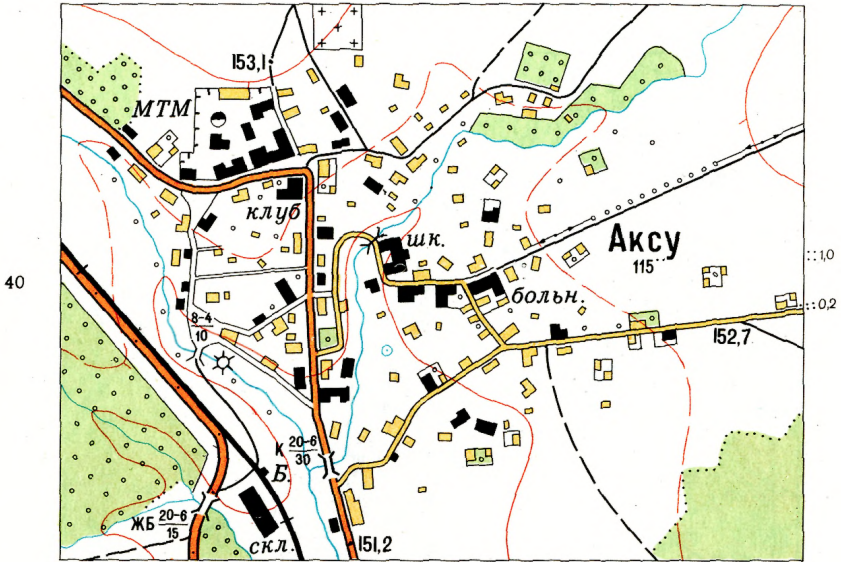 153,1
МТМ
клуб
шк.
Аксу
115
1,0
40
больн.
0,2
8-4
10
152,7
К 20-6
30
Б.
ЖБ 20-6
15
скл.
151,2